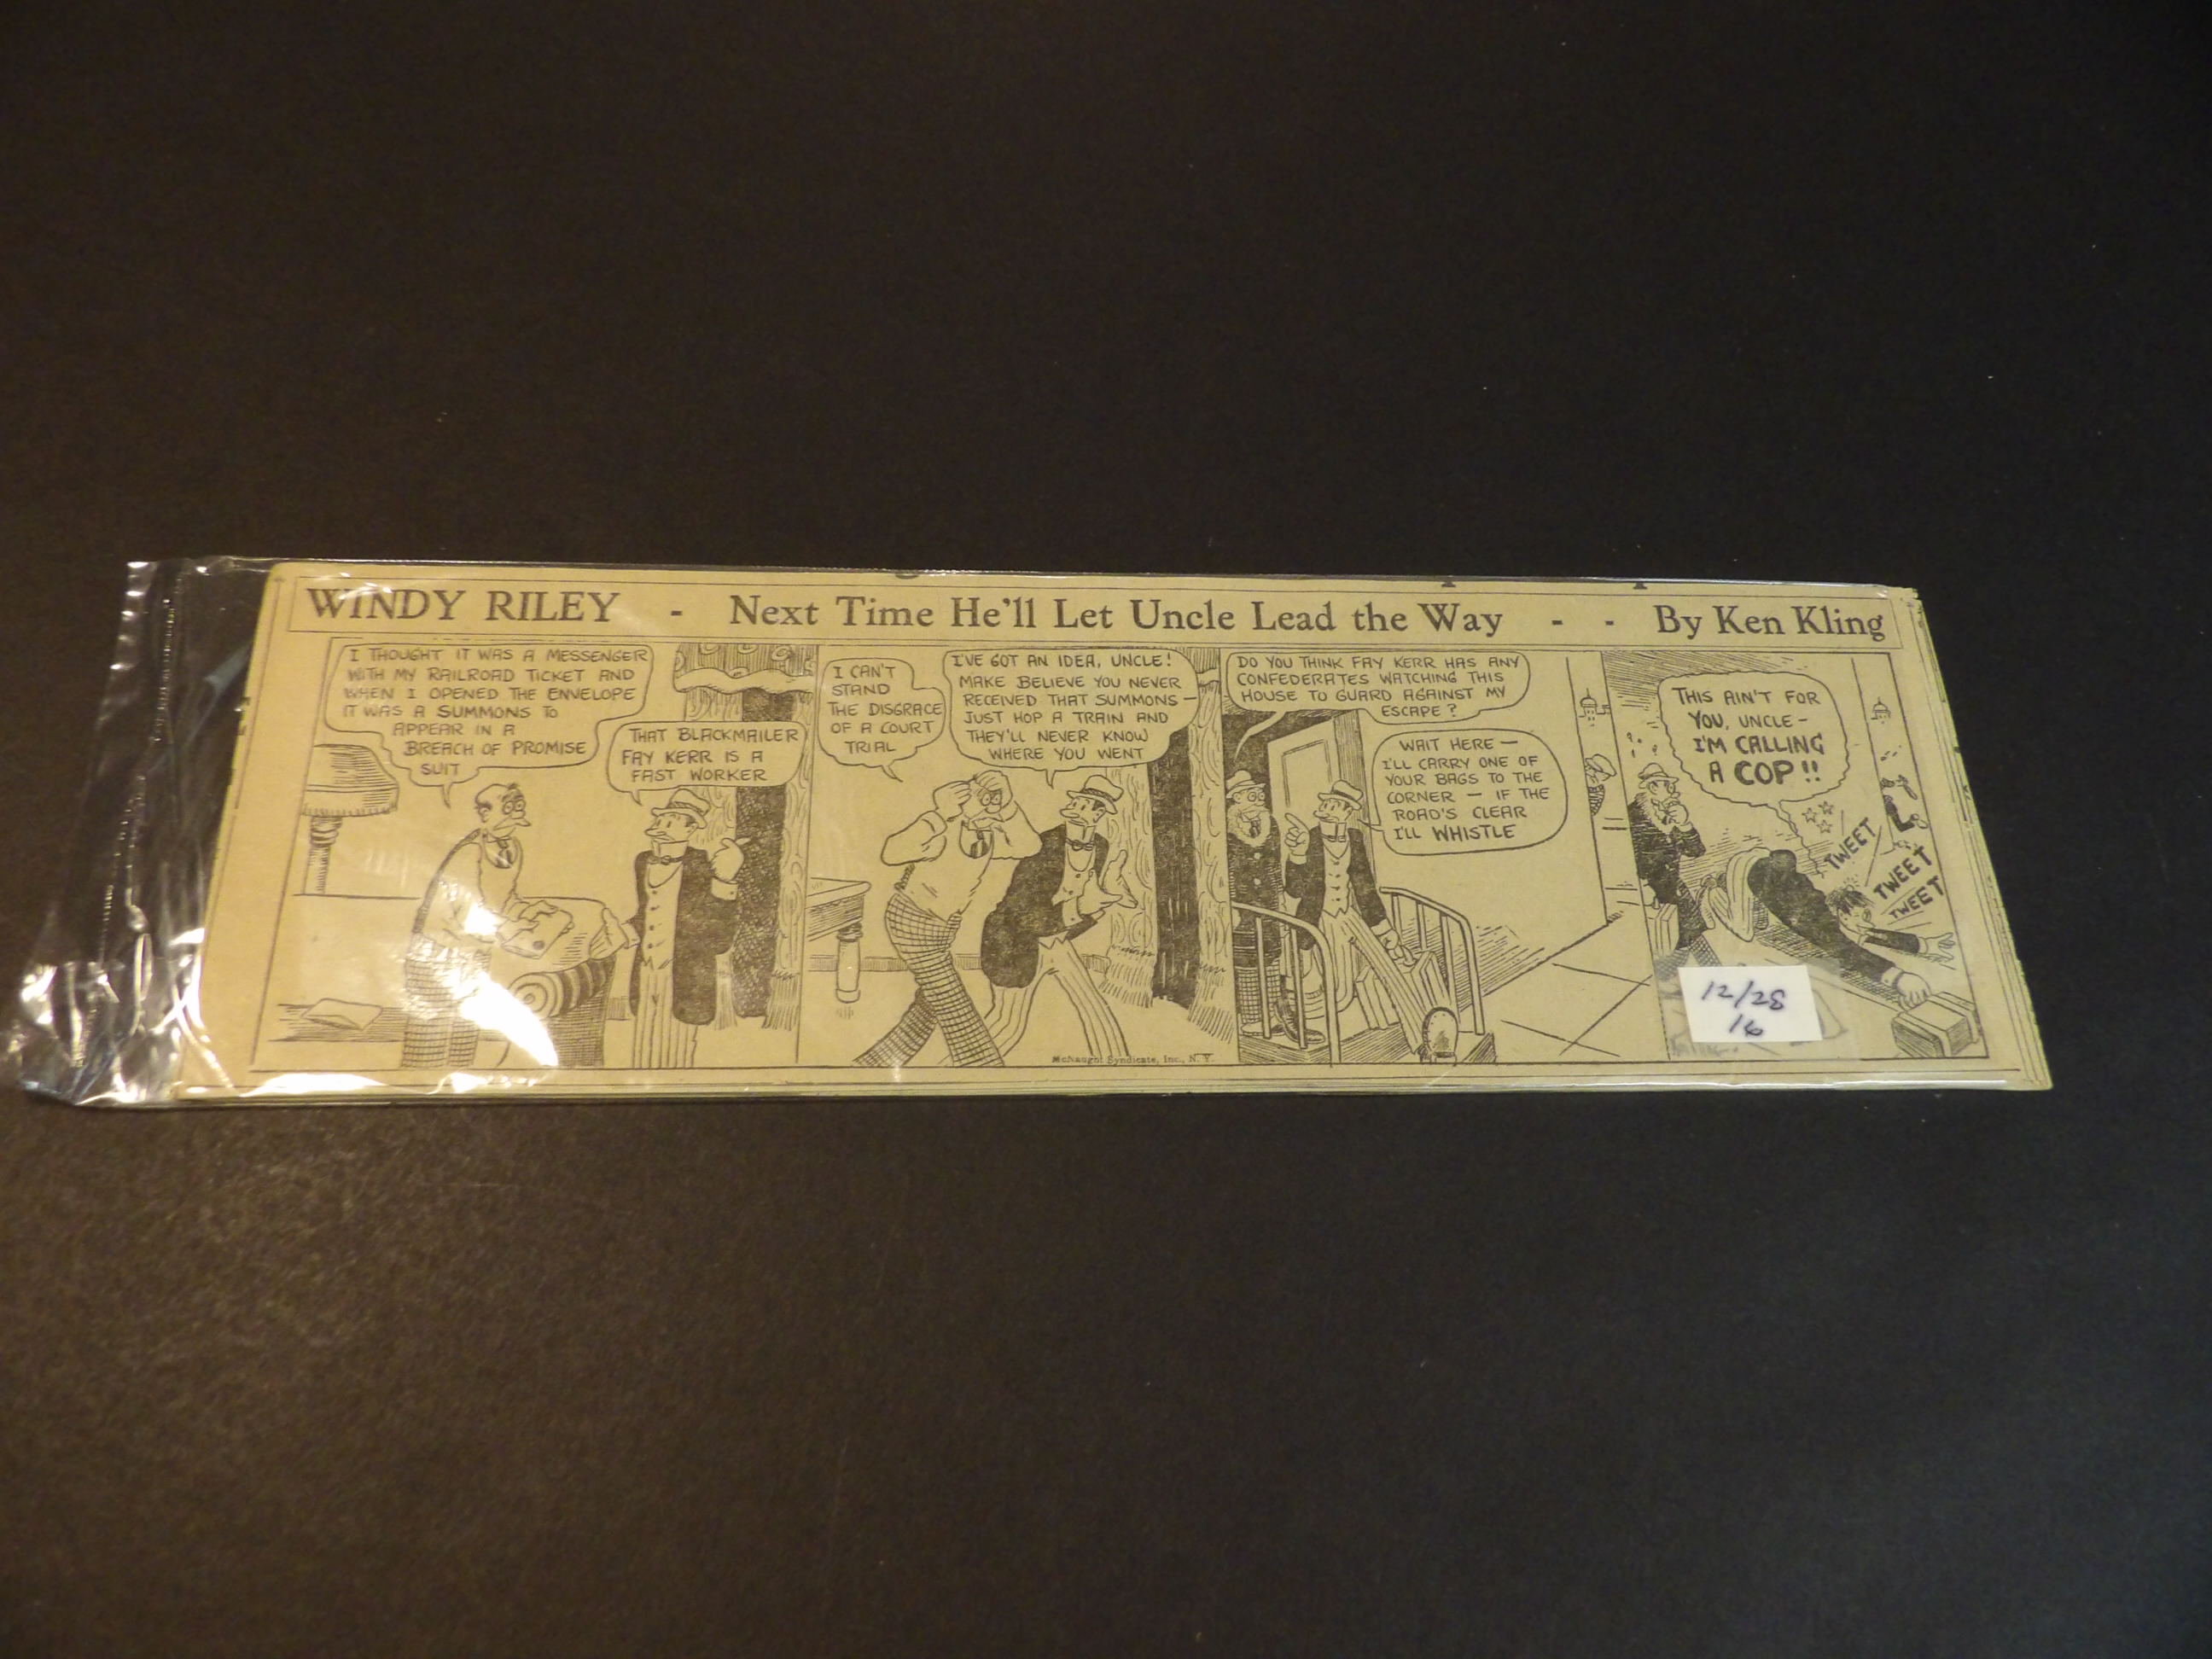 WINDY RILEY - Next Time He'll Let Uncle Lead the Way - - By Ken Kling
I THOUGHT IT WAS A MESSENGER
WITH MY RAILROAD TICKET AND
WHEN I OPENED THE ENVELOPE
IT WAS A SUMMONS TO
APPEAR IN A
BREACH OF PROMISE
SUIT
THAT BLACKMAILER
FAY KERR IS A
FAST WORKER
I CAN'T
STAND
THE DISGRACE
OF A COURT
TRIAL
I'VE GOT AN IDEA, UNCLE!
MAKE BELIEVE YOU NEVER
RECEIVED THAT SUMMONS —
JUST HOP A TRAIN AND
THEY'LL NEVER KNOW
WHERE YOU WENT
McNaught Syndicate, Inc., N. Y.
DO YOU THINK FAY KERR HAS ANY
CONFEDERATES WATCHING THIS
HOUSE TO GUARD AGAINST MY
ESCAPE?
WAIT HERE —
I'LL CARRY ONE OF
YOUR BAGS TO THE
CORNER — IF THE
ROAD'S CLEAR
I'LL WHISTLE
THIS AIN'T FOR
YOU, UNCLE —
I'M CALLING
A COP!!
TWEET
TWEET
TWEET
12/28
16